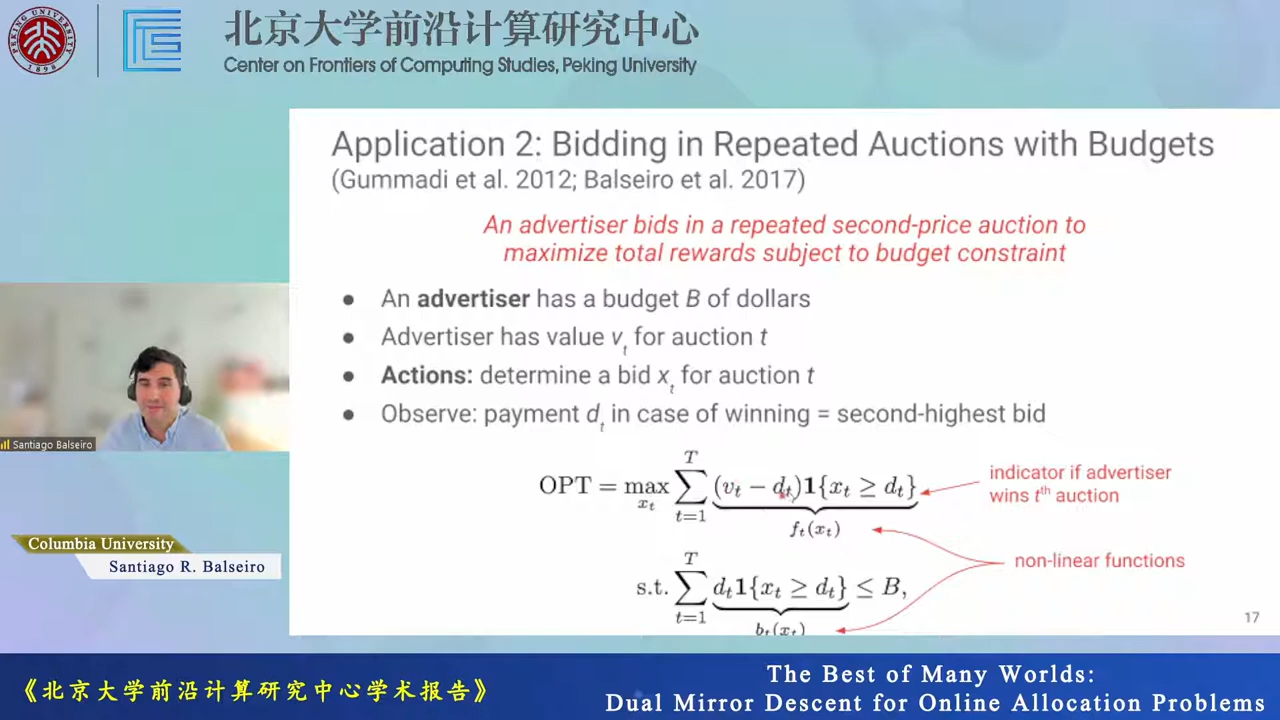 北京大学前沿计算研究中心
Center on Frontiers of Computing Studies, Peking University
PEKING UNIVERSITY
1898
Application 2: Bidding in Repeated Auctions with Budgets
(Gummadi et al. 2012; Balseiro et al. 2017)
An advertiser bids in a repeated second-price auction to
maximize total rewards subject to budget constraint
● An advertiser has a budget B of dollars
● Advertiser has value v_t for auction t
● Actions: determine a bid x_t for auction t
● Observe: payment d_t in case of winning = second-highest bid
OPT = max_{x_t} ∑_{t=1}^{T} (v_t − d_t)1{x_t ≥ d_t}
f_t(x_t)
indicator if advertiser
wins t^th auction
non-linear functions
s.t. ∑_{t=1}^{T} d_t 1{x_t ≥ d_t} ≤ B,
b_t(x_t)
17
Santiago Balseiro
Columbia University
Santiago R. Balseiro
《北京大学前沿计算研究中心学术报告》
The Best of Many Worlds:
Dual Mirror Descent for Online Allocation Problems